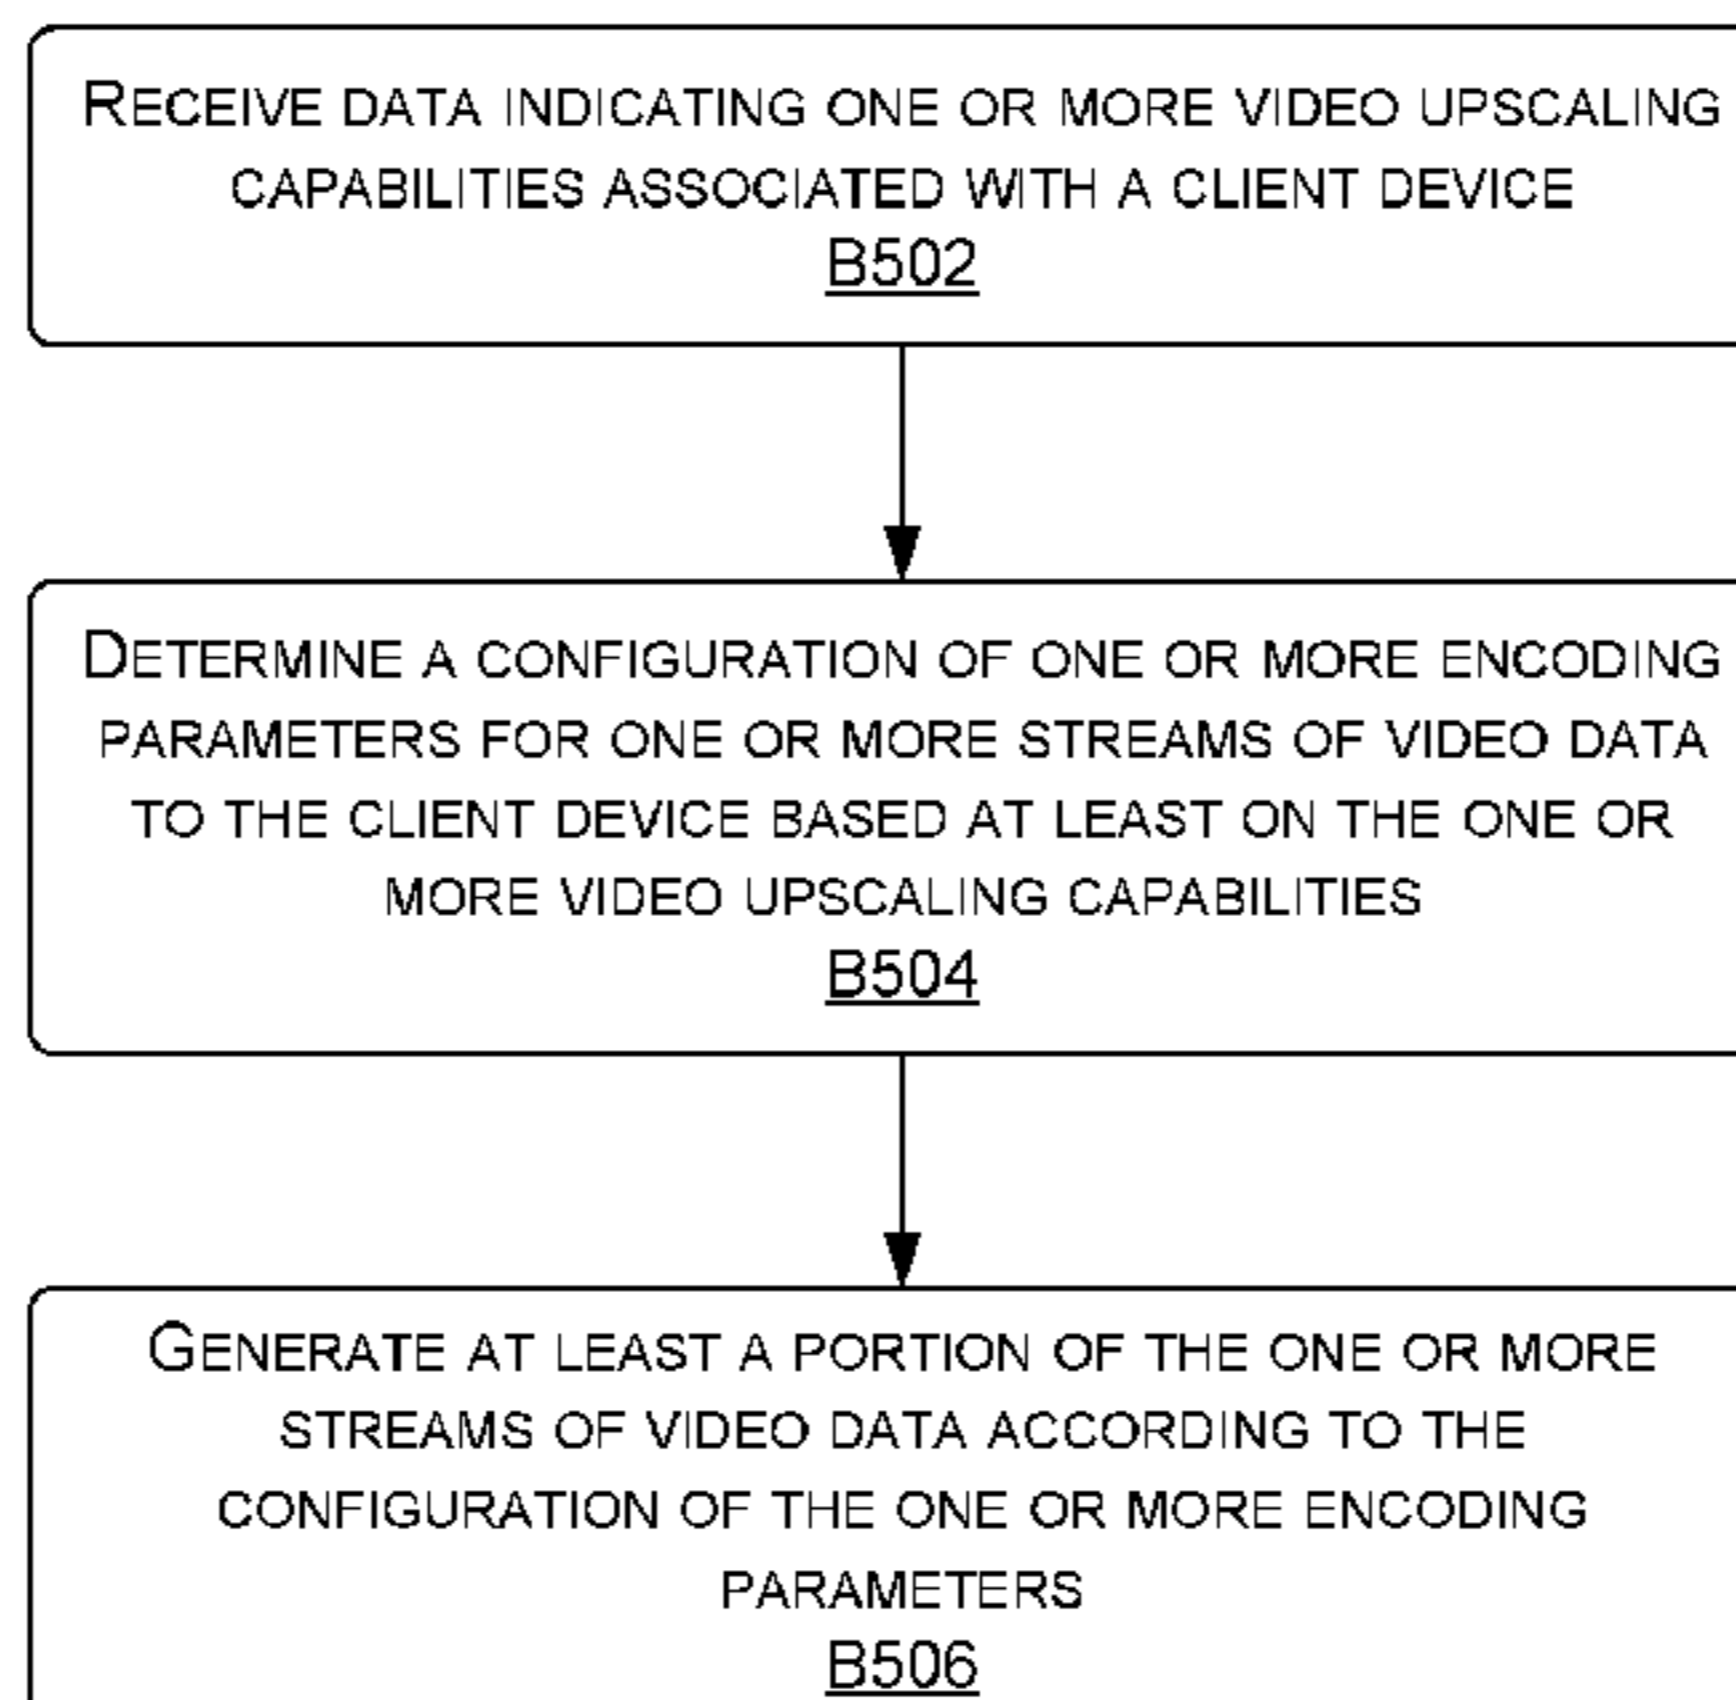 RECEIVE DATA INDICATING ONE OR MORE VIDEO UPSCALING
CAPABILITIES ASSOCIATED WITH A CLIENT DEVICE
B502
DETERMINE A CONFIGURATION OF ONE OR MORE ENCODING
PARAMETERS FOR ONE OR MORE STREAMS OF VIDEO DATA
TO THE CLIENT DEVICE BASED AT LEAST ON THE ONE OR
MORE VIDEO UPSCALING CAPABILITIES
B504
GENERATE AT LEAST A PORTION OF THE ONE OR MORE
STREAMS OF VIDEO DATA ACCORDING TO THE
CONFIGURATION OF THE ONE OR MORE ENCODING
PARAMETERS
B506